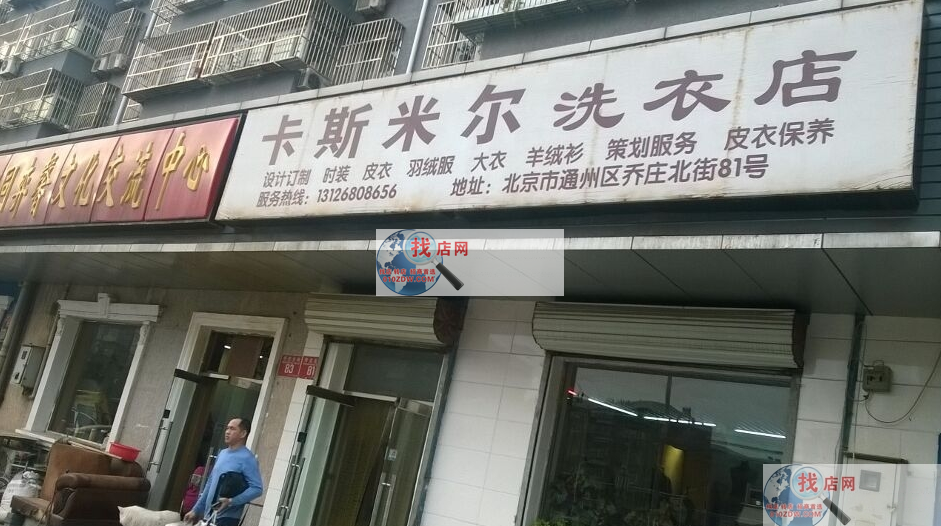 卡斯米尔洗衣店
设计订制 时装 皮衣 羽绒服 大衣 羊绒衫 策划服务 皮衣保养
服务热线：13126808656 地址：北京市通州区乔庄北街81号
文化交流中心
找店网
83
81
找店网